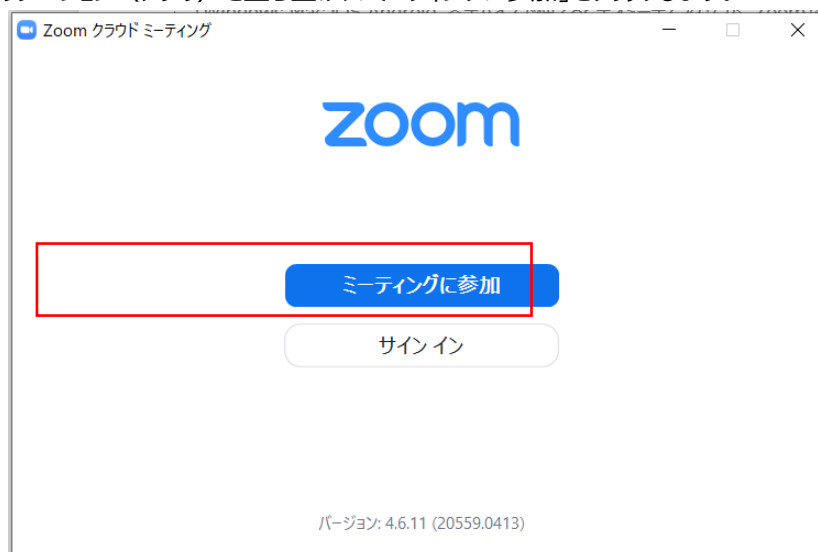 Zoom クラウド ミーティング
zoom
ミーティングに参加
サイン イン
バージョン: 4.6.11 (20559.0413)